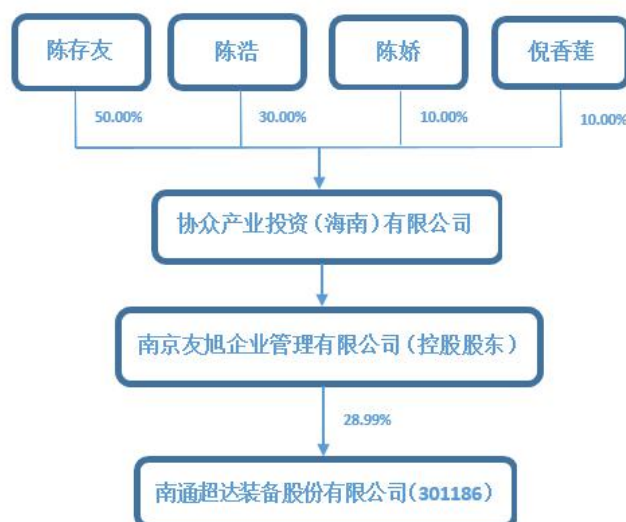 陈存友
陈浩
陈娇
倪香莲
50.00%
30.00%
10.00%
10.00%
协众产业投资（海南）有限公司
南京友旭企业管理有限公司（控股股东）
28.99%
南通超达装备股份有限公司（301186）